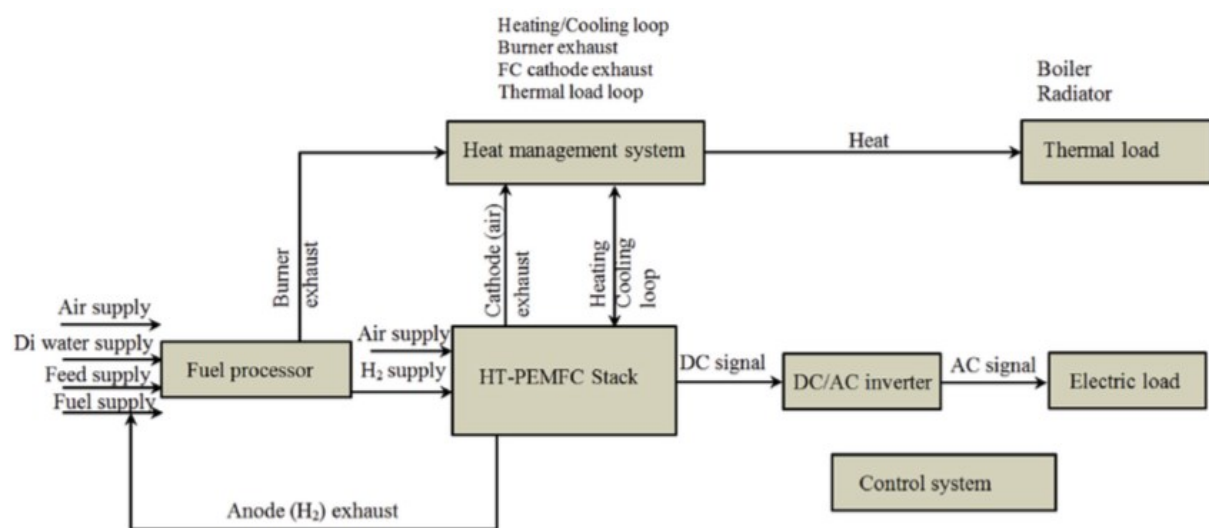 Heating/Cooling loop
Burner exhaust
FC cathode exhaust
Thermal load loop
Boiler
Radiator
Heat management system
Heat
Thermal load
Burner
exhaust
Cathode (air)
exhaust
Heating
Cooling
loop
Air supply
Di water supply
Feed supply
Fuel supply
Fuel processor
Air supply
H₂ supply
HT-PEMFC Stack
DC signal
DC/AC inverter
AC signal
Electric load
Control system
Anode (H₂) exhaust